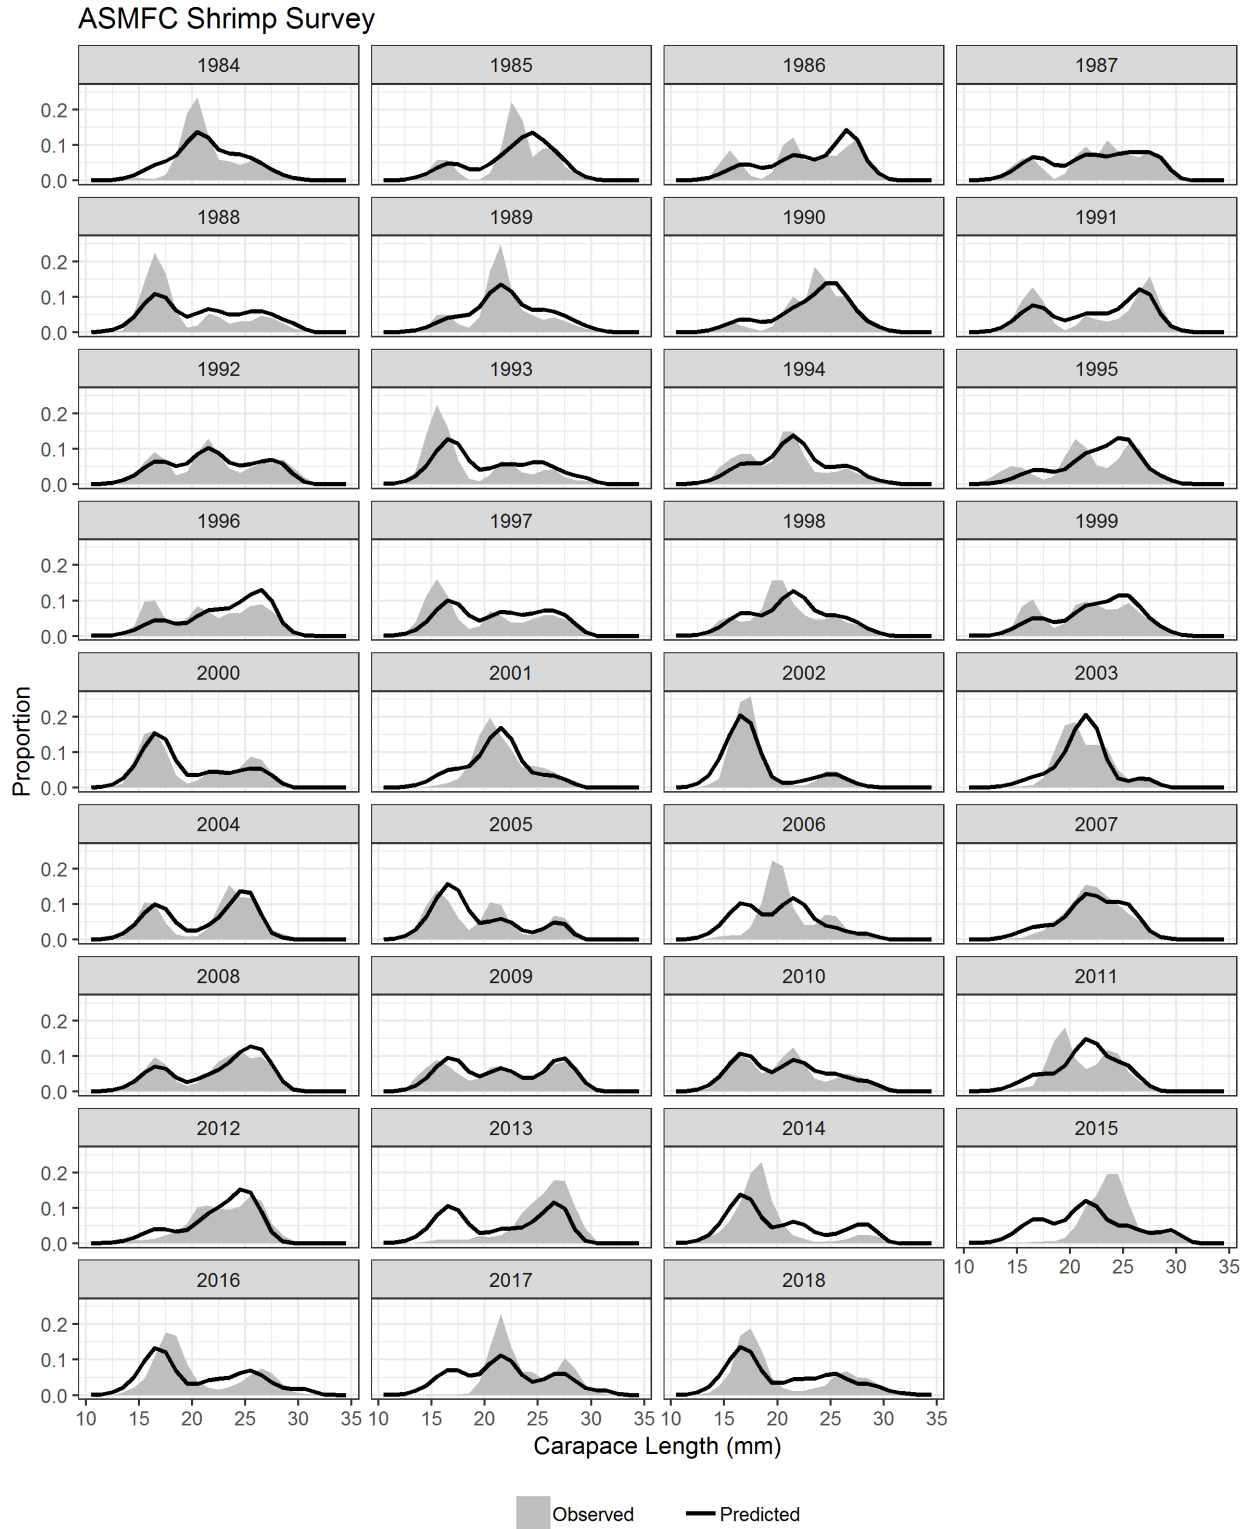 ASMFC Shrimp Survey
1984 1985 1986 1987
0.2
0.1
0.0
1988 1989 1990 1991
0.2
0.1
0.0
1992 1993 1994 1995
0.2
0.1
0.0
1996 1997 1998 1999
0.2
0.1
0.0
2000 2001 2002 2003
0.2
0.1
0.0
Proportion
2004 2005 2006 2007
0.2
0.1
0.0
2008 2009 2010 2011
0.2
0.1
0.0
2012 2013 2014 2015
0.2
0.1
0.0
10 15 20 25 30 35
2016 2017 2018
0.2
0.1
0.0
10 15 20 25 30 35 10 15 20 25 30 35 10 15 20 25 30 35
Carapace Length (mm)
Observed Predicted